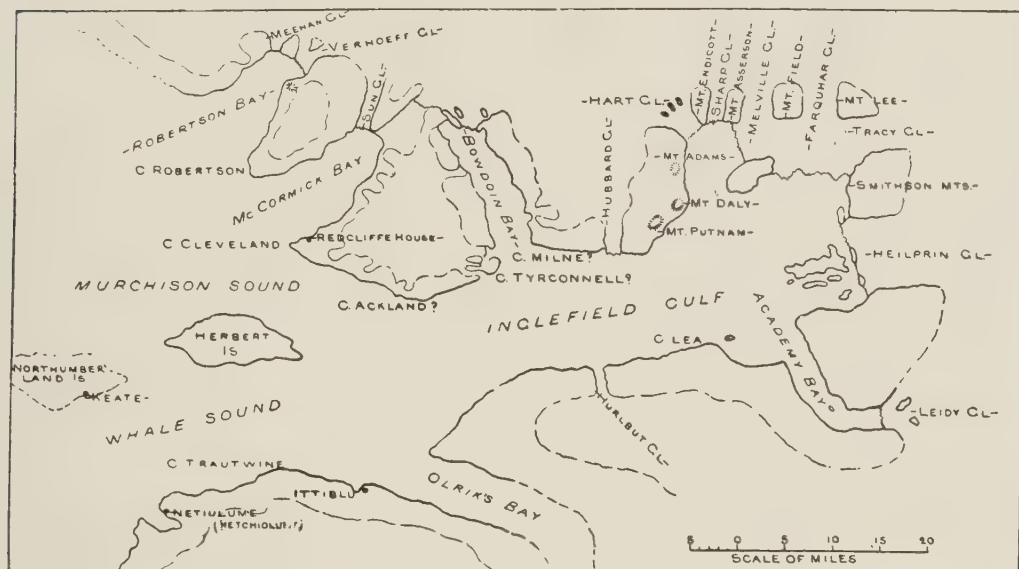 MEEHAN GL-
VERHOEFF GL-
-ROBERTSON BAY-
SUN GL-
C ROBERTSON
MCCORMICK BAY
C CLEVELAND
REDCLIFFE HOUSE-
MURCHISON SOUND
C. ACKLAND?
BOWDOIN BAY-
C. MILNE?
C. TYRCONNELL?
-HART GL.-
HUBBARD GL-
-MT. ENDICOTT-
SHARP GL-
-MT ASSERSON
-MELVILLE GL.-
-MT. FIELD-
-FARQUHAR GL-
-MT. LEE-
-TRACY GL-
-MT ADAMS-
-MT DALY-
-MT. PUTNAM-
-SMITHSON MTS.-
-HEILPRIN GL-
INGLEFIELD GULF
HERBERT
IS
NORTHUMBER
LAND IS
KEATE-
C LEA
ACADEMY BAY
-LEIDY GL-
WHALE SOUND
-HURLBUT GL-
C TRAUTWINE
ITTIBLU
OLRIKS BAY
NETIULUME
5 0 5 10 15 20
SCALE OF MILES